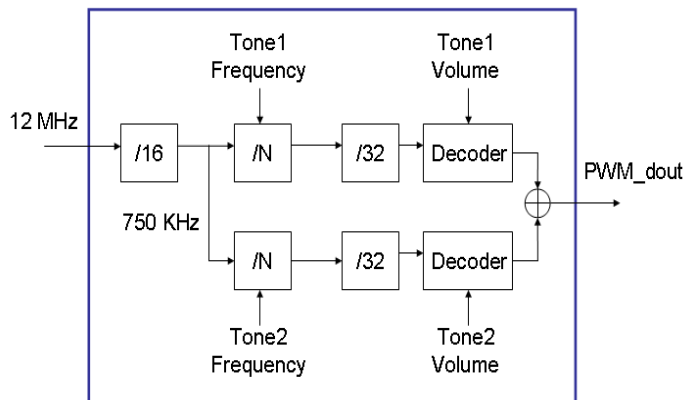 Tone1
Frequency
Tone1
Volume
12 MHz
/16
/N
/32
Decoder
PWM_dout
750 KHz
/N
/32
Decoder
Tone2
Frequency
Tone2
Volume